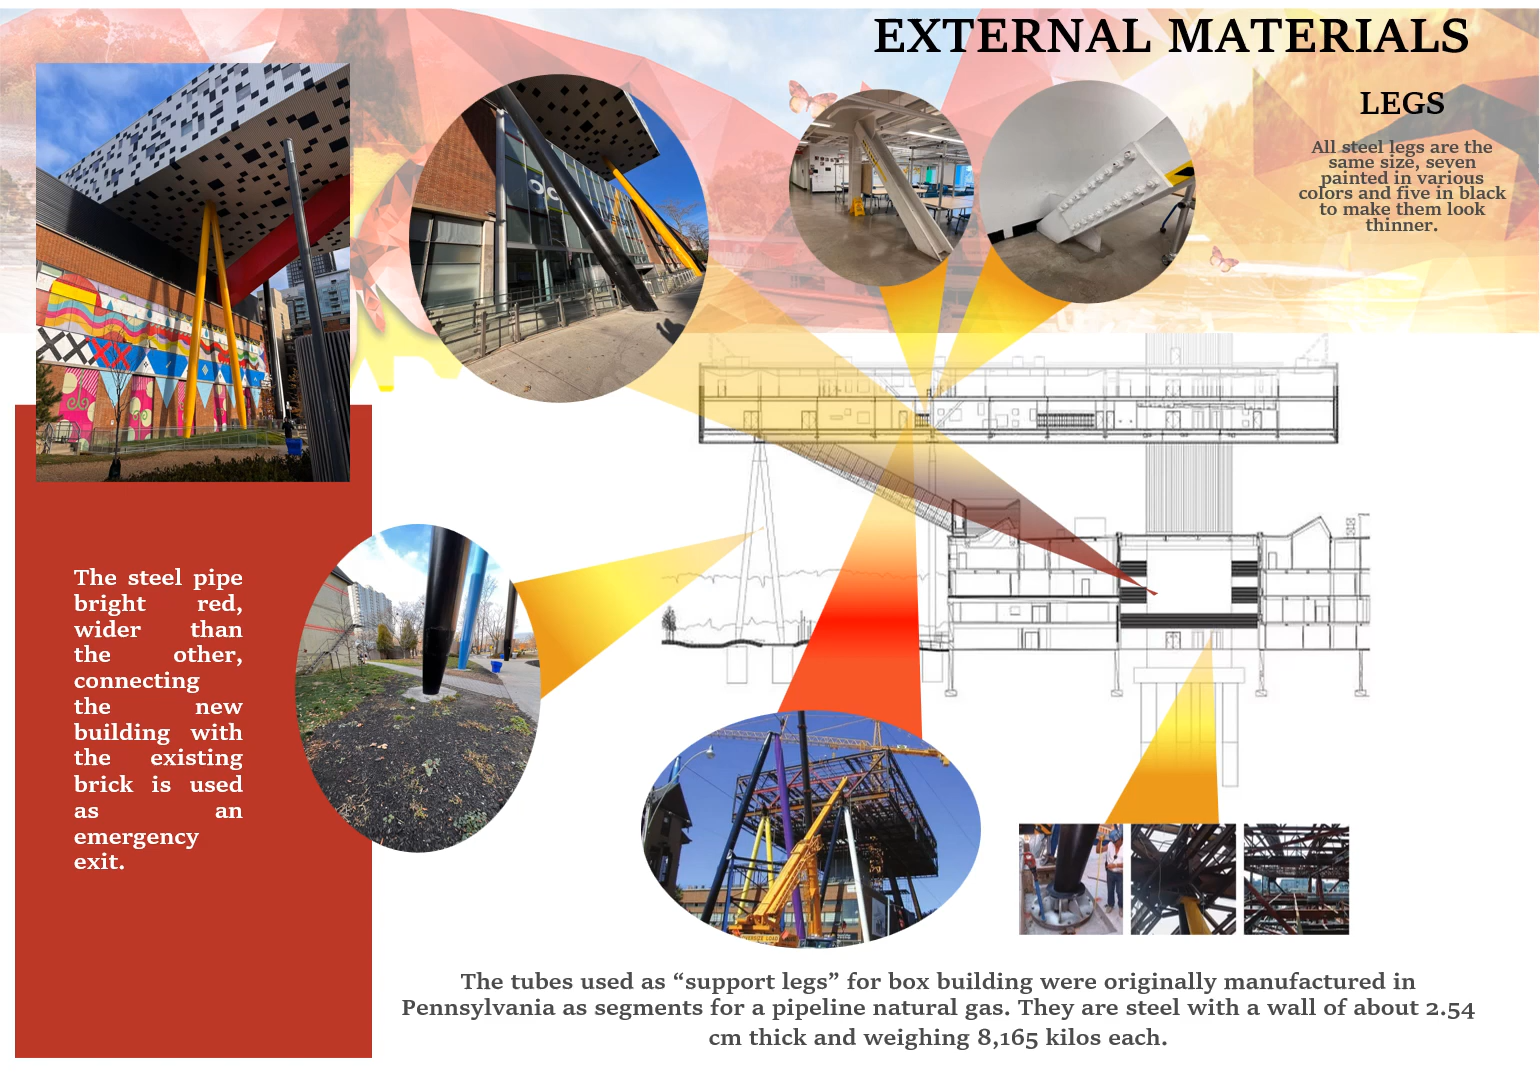 EXTERNAL MATERIALS
LEGS
All steel legs are the
same size, seven
painted in various
colors and five in black
to make them look
thinner.
The steel pipe
bright red,
wider than
the other,
connecting
the new
building with
the existing
brick is used
as an
emergency
exit.
OVERSIZE LOAD
The tubes used as “support legs” for box building were originally manufactured in
Pennsylvania as segments for a pipeline natural gas. They are steel with a wall of about 2.54
cm thick and weighing 8,165 kilos each.